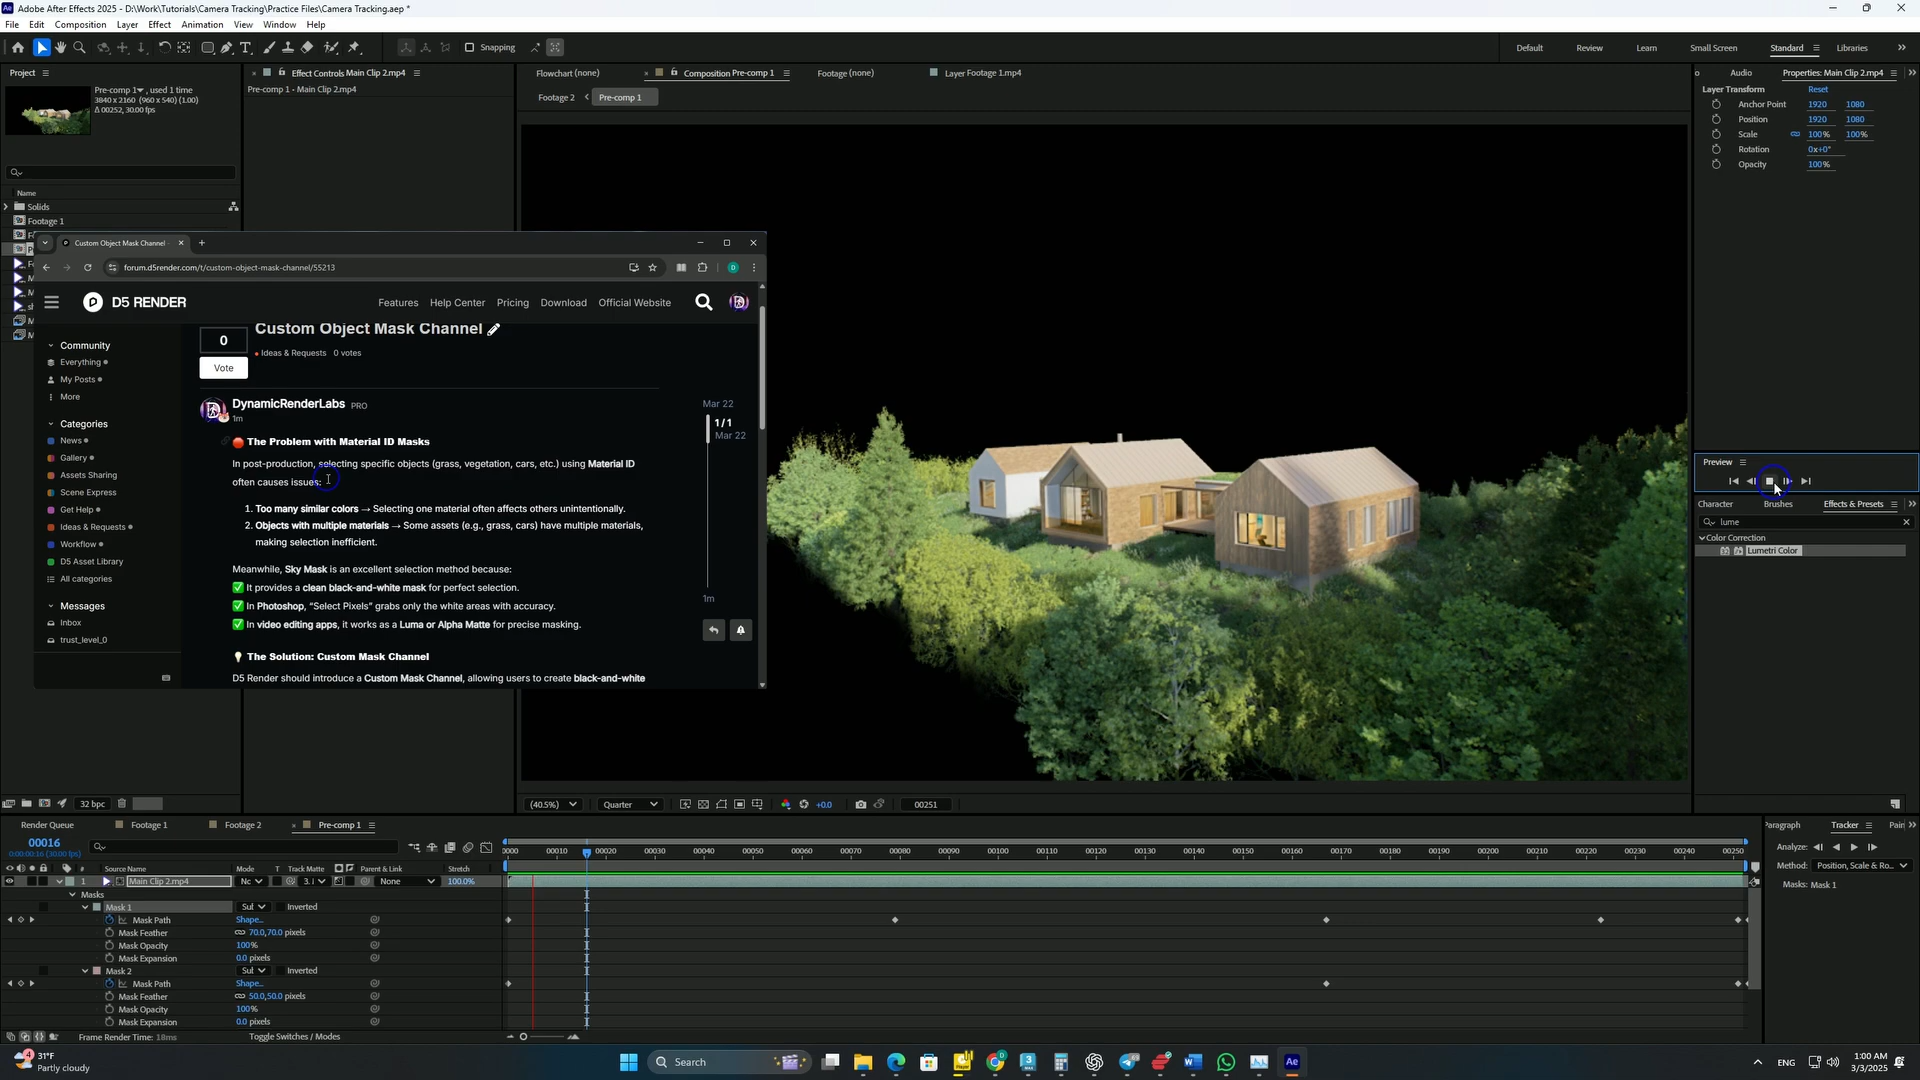 Adobe After Effects 2025 - D:\Work\Tutorials\Camera Tracking\Practice Files\Camera Tracking.aep *
File Edit Composition Layer Effect Animation View Window Help
Snapping
Default Review Learn Small Screen Standard Libraries
Project
Pre-comp 1 , used 1 time
3840 x 2160 (960 x 540) (1.00)
Δ 00252, 30.00 fps
Name
Solids
Footage 1
Effect Controls Main Clip 2.mp4
Pre-comp 1 - Main Clip 2.mp4
Flowchart (none)
Composition Pre-comp 1
Footage (none)
Layer Footage 1.mp4
Footage 2 Pre-comp 1
Audio
Properties: Main Clip 2.mp4
Layer Transform Reset
Anchor Point 1920 1080
Position 1920 1080
Scale 100% 100%
Rotation 0x+0°
Opacity 100%
Custom Object Mask Channel
forum.d5render.com/t/custom-object-mask-channel/55213
D5 RENDER
Features Help Center Pricing Download Official Website
Community
Everything
My Posts
More
Categories
News
Gallery
Assets Sharing
Scene Express
Get Help
Ideas & Requests
Workflow
D5 Asset Library
All categories
Messages
Inbox
trust_level_0
0
Vote
Custom Object Mask Channel
Ideas & Requests 0 votes
DynamicRenderLabs PRO
1m
The Problem with Material ID Masks
In post-production, selecting specific objects (grass, vegetation, cars, etc.) using Material ID
often causes issues:
1. Too many similar colors → Selecting one material often affects others unintentionally.
2. Objects with multiple materials → Some assets (e.g., grass, cars) have multiple materials,
making selection inefficient.
Meanwhile, Sky Mask is an excellent selection method because:
It provides a clean black-and-white mask for perfect selection.
In Photoshop, “Select Pixels” grabs only the white areas with accuracy.
In video editing apps, it works as a Luma or Alpha Matte for precise masking.
The Solution: Custom Mask Channel
D5 Render should introduce a Custom Mask Channel, allowing users to create black-and-white
Mar 22
1/1
Mar 22
1m
Preview
Character Brushes Effects & Presets
lume
Color Correction
Lumetri Color
32 bpc
(40.5%) Quarter +0.0 00251
Render Queue Footage 1 Footage 2 Pre-comp 1
00016
0:00:00:16 (30.00 fps)
# Source Name Mode T Track Matte Parent & Link Stretch
1 Main Clip 2.mp4 Nc 3. l None 100.0%
Masks
Mask 1 Sul Inverted
Mask Path Shape...
Mask Feather 70.0,70.0 pixels
Mask Opacity 100%
Mask Expansion 0.0 pixels
Mask 2 Sul Inverted
Mask Path Shape...
Mask Feather 50.0,50.0 pixels
Mask Opacity 100%
Mask Expansion 0.0 pixels
Frame Render Time: 18ms
Toggle Switches / Modes
0000 00010 00020 00030 00040 00050 00060 00070 00080 00090 00100 00110 00120 00130 00140 00150 00160 00170 00180 00190 00200 00210 00220 00230 00240 00250
Paragraph Tracker Pain
Analyze:
Method: Position, Scale & Ro...
Masks: Mask 1
31°F
Partly cloudy
Search
ENG
1:00 AM
3/3/2025